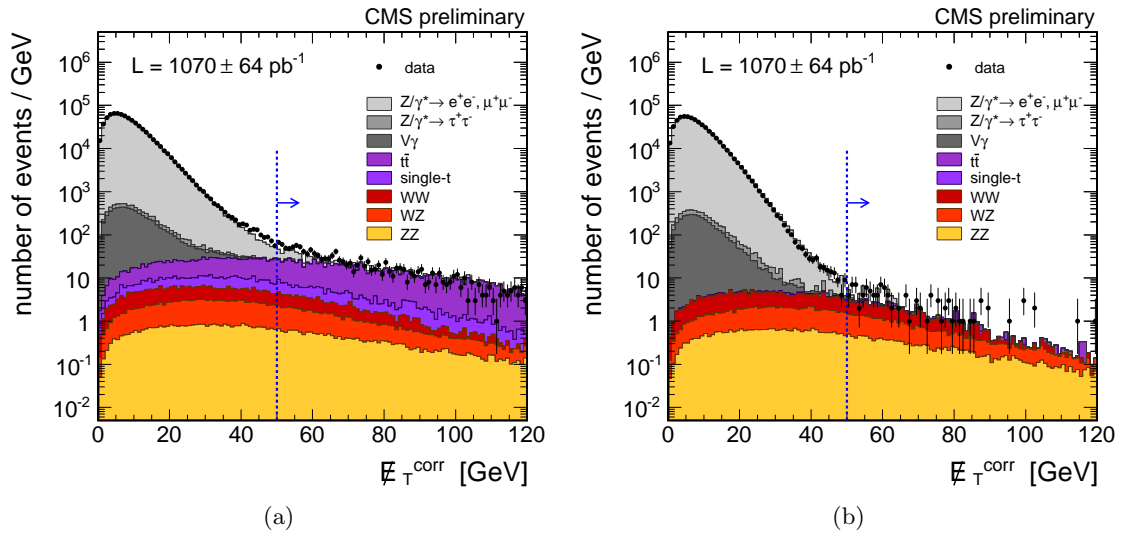 CMS preliminary
L = 1070 ± 64 pb⁻¹
data
Z/γ*→ e⁺e⁻, μ⁺μ⁻
Z/γ*→ τ⁺τ⁻
Vγ
tt̄
single-t
WW
WZ
ZZ
number of events / GeV
10⁶
10⁵
10⁴
10³
10²
10
1
10⁻¹
10⁻²
0 20 40 60 80 100 120
E̸_T^corr [GeV]
(a)
CMS preliminary
L = 1070 ± 64 pb⁻¹
data
Z/γ*→ e⁺e⁻, μ⁺μ⁻
Z/γ*→ τ⁺τ⁻
Vγ
tt̄
single-t
WW
WZ
ZZ
number of events / GeV
10⁶
10⁵
10⁴
10³
10²
10
1
10⁻¹
10⁻²
0 20 40 60 80 100 120
E̸_T^corr [GeV]
(b)